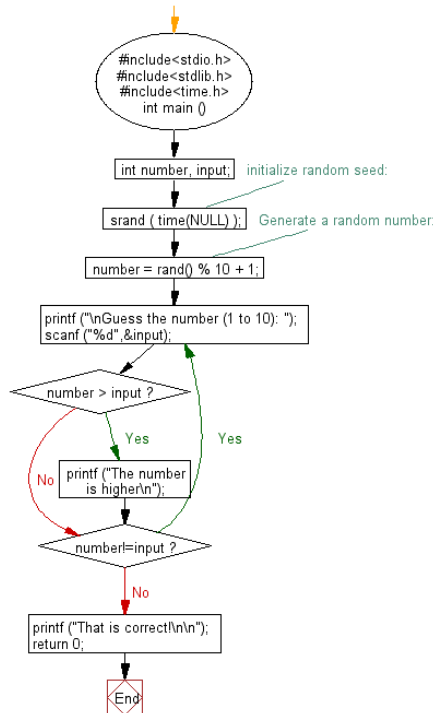 #include<stdio.h>
#include<stdlib.h>
#include<time.h>
int main ()
int number, input;
initialize random seed:
srand ( time(NULL) );
Generate a random number:
number = rand() % 10 + 1;
printf ("\nGuess the number (1 to 10): ");
scanf ("%d",&input);
number > input ?
Yes
Yes
No
printf ("The number
is higher\n");
number!=input ?
No
printf ("That is correct!\n\n");
return 0;
End